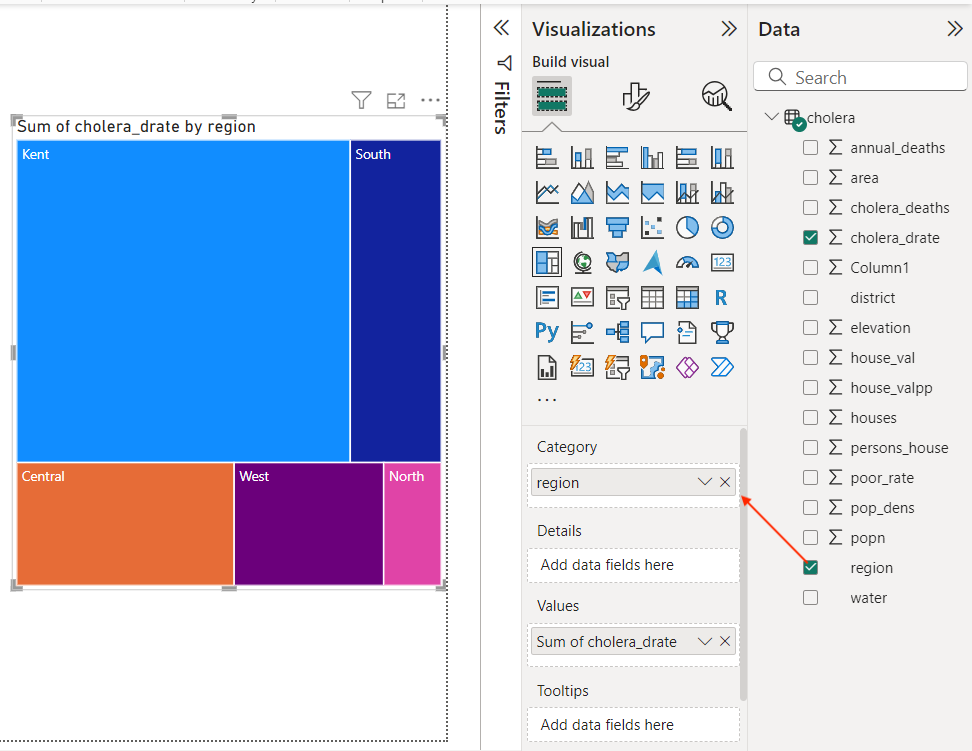 Sum of cholera_drate by region
Kent
South
Central
West
North
Filters
Visualizations
Build visual
123
R
Py
123
Category
region
Details
Add data fields here
Values
Sum of cholera_drate
Tooltips
Add data fields here
Data
Search
cholera
annual_deaths
area
cholera_deaths
cholera_drate
Column1
district
elevation
house_val
house_valpp
houses
persons_house
poor_rate
pop_dens
popn
region
water